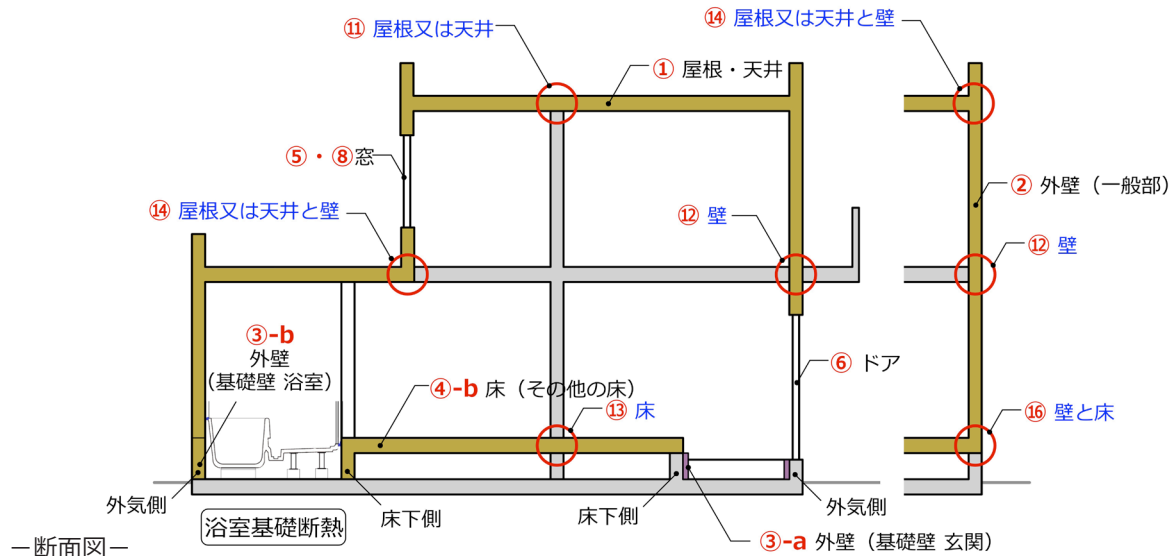 ⑪ 屋根又は天井
⑭ 屋根又は天井と壁
① 屋根・天井
⑤・⑧窓
② 外壁（一般部）
⑭ 屋根又は天井と壁
⑫ 壁
⑫ 壁
③-b
外壁
（基礎壁 浴室）
⑥ ドア
④-b 床（その他の床）
⑬ 床
⑯ 壁と床
外気側
床下側
床下側
外気側
浴室基礎断熱
③-a 外壁（基礎壁 玄関）
－断面図－